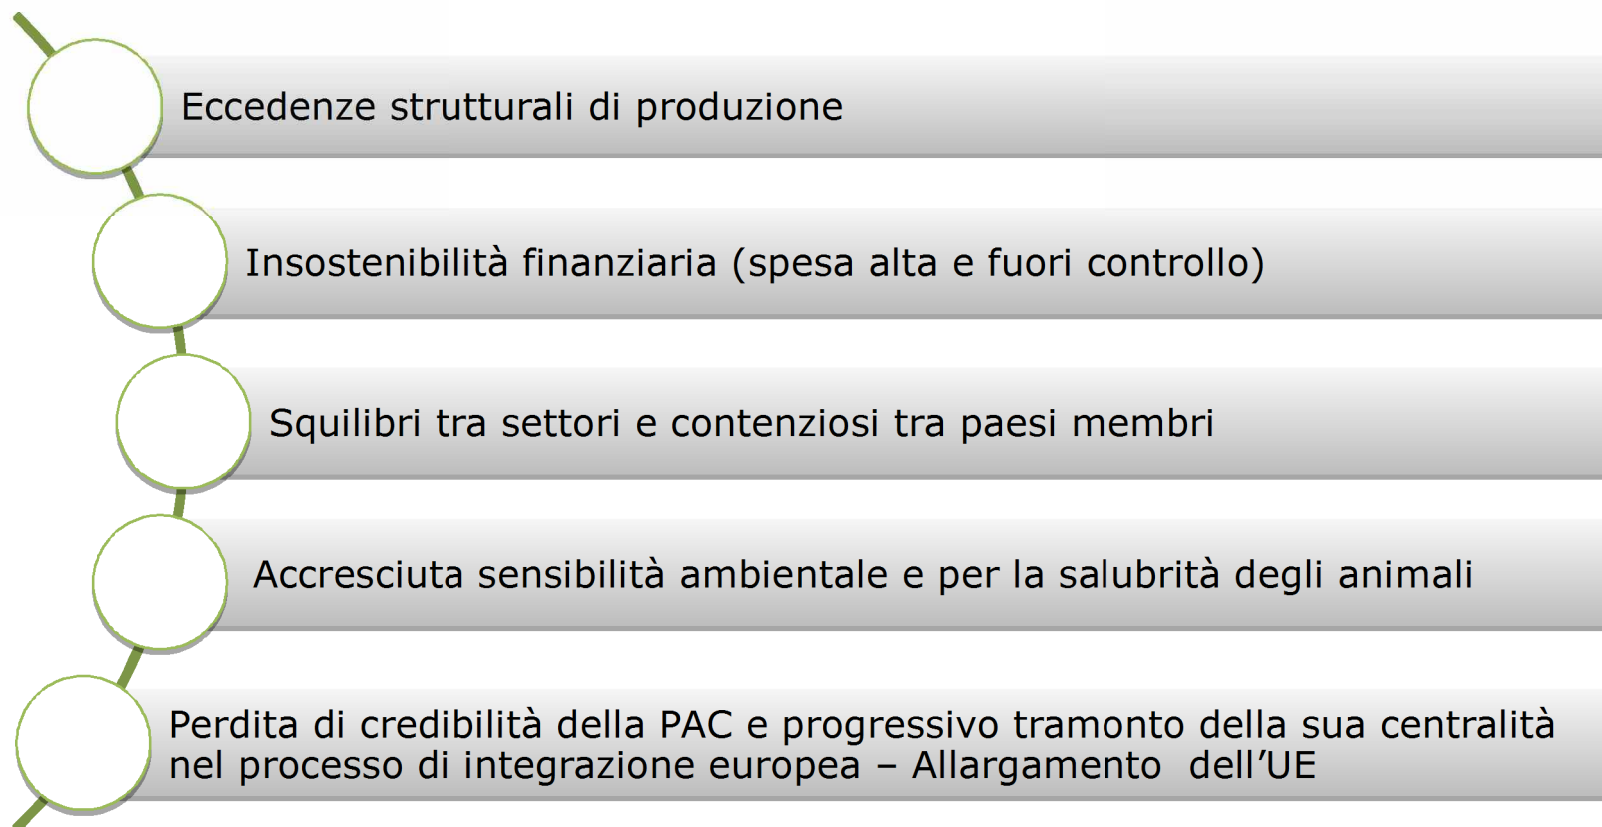 Eccedenze strutturali di produzione
Insostenibilità finanziaria (spesa alta e fuori controllo)
Squilibri tra settori e contenziosi tra paesi membri
Accresciuta sensibilità ambientale e per la salubrità degli animali
Perdita di credibilità della PAC e progressivo tramonto della sua centralità
nel processo di integrazione europea – Allargamento dell’UE